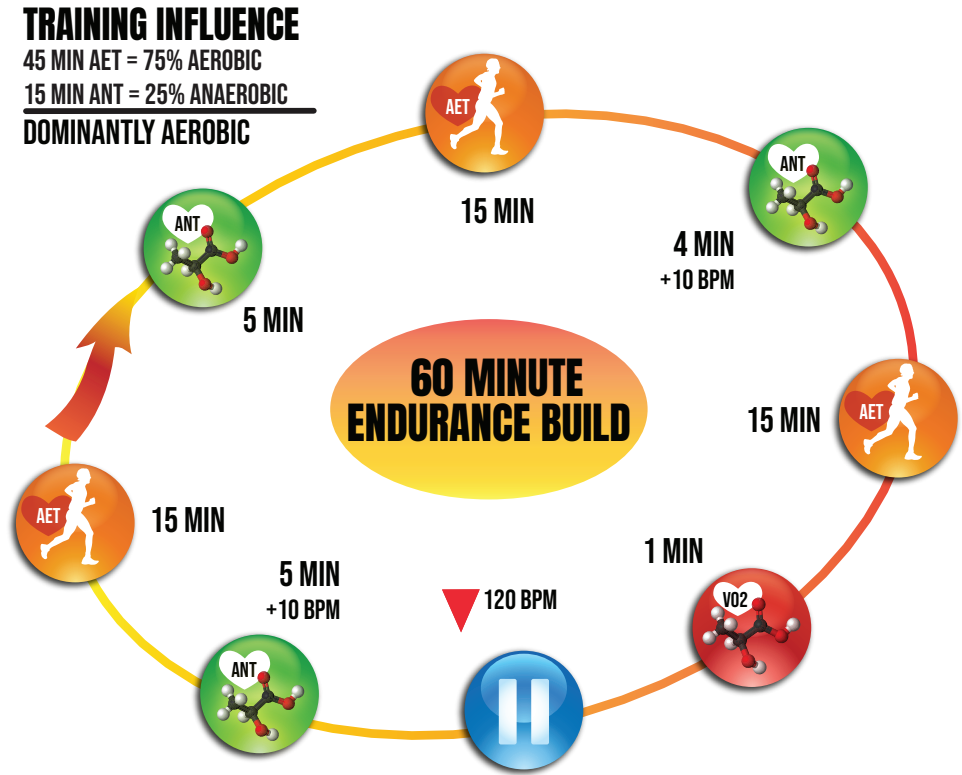 TRAINING INFLUENCE
45 MIN AET = 75% AEROBIC
15 MIN ANT = 25% ANAEROBIC
DOMINANTLY AEROBIC
AET
15 MIN
ANT
4 MIN
+10 BPM
ANT
5 MIN
60 MINUTE
ENDURANCE BUILD
AET
15 MIN
AET
15 MIN
1 MIN
VO2
5 MIN
+10 BPM
ANT
120 BPM